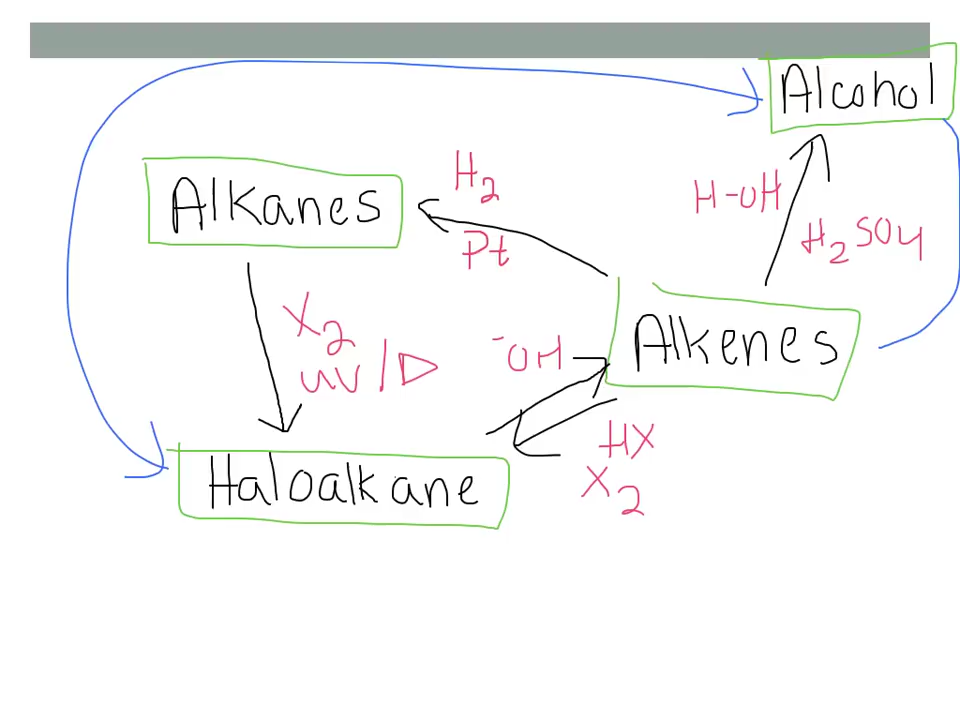 Alcohol
H2
Alkanes
H-OH
Pt
H2SO4
X2
UV/Δ
-OH
Alkenes
HX
X2
Haloalkane